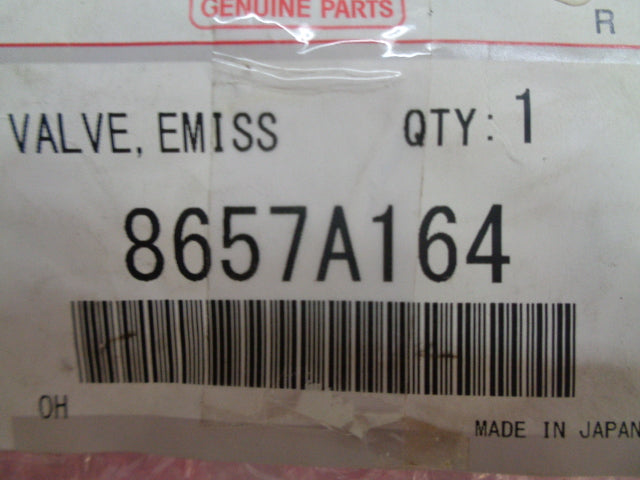 GENUINE PARTS
R
VALVE, EMISS QTY: 1
8657A164
OH
MADE IN JAPAN